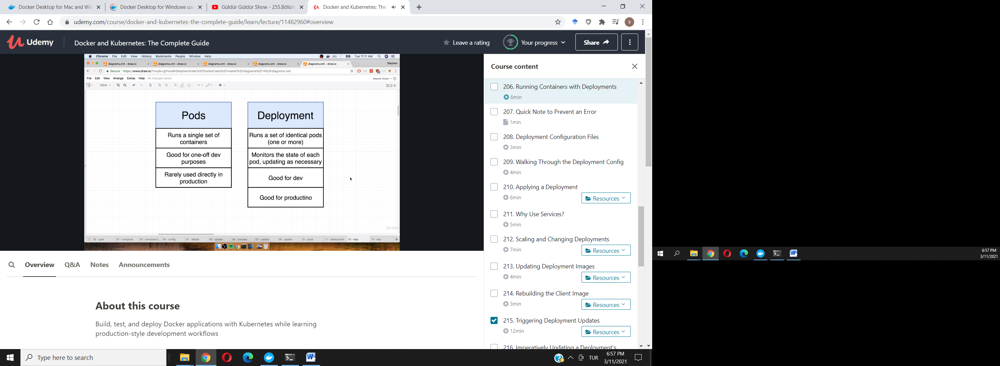 Docker Desktop for Mac and Win
Docker Desktop for Windows use
Güldür Güldür Show - 255.Bölüm
Docker and Kubernetes: The
udemy.com/course/docker-and-kubernetes-the-complete-guide/learn/lecture/11482960#overview
S
Udemy
Docker and Kubernetes: The Complete Guide
Leave a rating
Your progress
Share
Chrome File Edit View History Bookmarks People Window Help
Tue 11:11 AM
diagrams.xml - draw.io
diagrams.xml - draw.io
diagrams.xml - draw.io
diagrams.xml - draw.io
diagrams.xml - draw.io
Stephen
Secure
https://www.draw.io/?mode=github#HStephenGrider%2FDockerCasts%2Fmaster%2Fdiagrams%2F14%2Fdiagrams.xml
File Edit View Arrange Extras Help All changes saved
Stephen Grider
150%
Pods
Runs a single set of
containers
Good for one-off dev
purposes
Rarely used directly in
production
Deployment
Runs a set of identical pods
(one or more)
Monitors the state of each
pod, updating as necessary
Good for dev
Good for productino
02 - goal
01 - compose
03 - compose k...
04 - config
07 - details
08 - update
09 - process
05 - update
06 - update
10 - pods
11 - deployment
12 - dep
14 - dep
Course content
206. Running Containers with Deployments
6min
207. Quick Note to Prevent an Error
1min
208. Deployment Configuration Files
3min
209. Walking Through the Deployment Config
4min
210. Applying a Deployment
6min
Resources
211. Why Use Services?
5min
212. Scaling and Changing Deployments
7min
Resources
213. Updating Deployment Images
4min
Resources
214. Rebuilding the Client Image
3min
Resources
215. Triggering Deployment Updates
12min
Resources
216. Imperatively Updating a Deployment's
Overview
Q&A
Notes
Announcements
About this course
Build, test, and deploy Docker applications with Kubernetes while learning
production-style development workflows
Type here to search
TUR
6:57 PM
3/11/2021
6:57 PM
3/11/2021